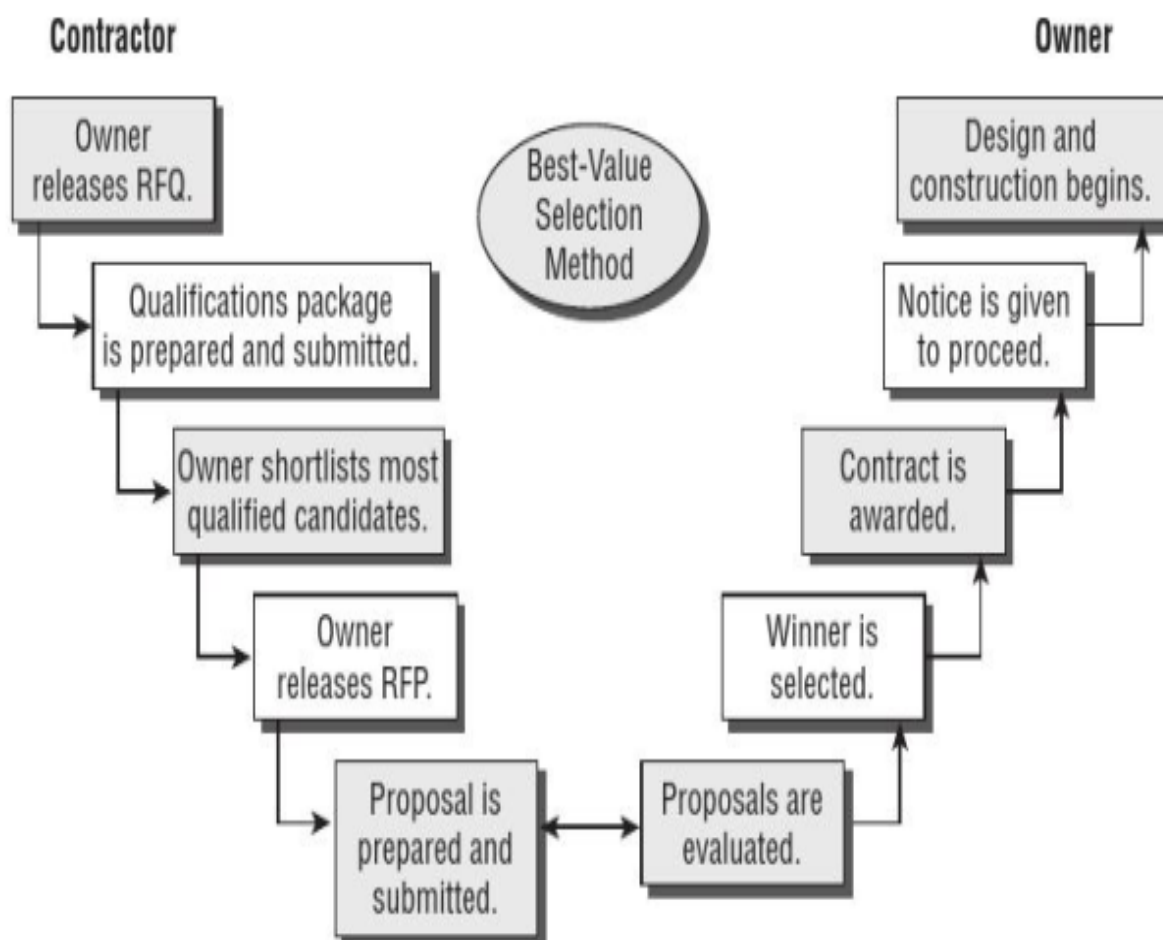 Contractor
Owner
releases RFQ.
Qualifications package
is prepared and submitted.
Owner shortlists most
qualified candidates.
Owner
releases RFP.
Proposal is
prepared and
submitted.
Best-Value
Selection
Method
Owner
Design and
construction begins.
Notice is given
to proceed.
Contract is
awarded.
Winner is
selected.
Proposals are
evaluated.